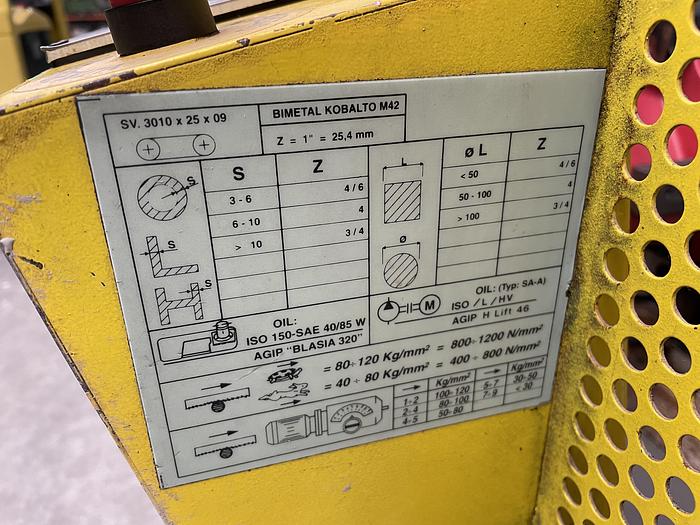 SV. 3010 x 25 x 09
BIMETAL KOBALTO M42
Z = 1" = 25,4 mm
S Z
3 - 6 4 / 6
6 - 10 4
> 10 3 / 4
S
S
S
L
Ø
ø L Z
< 50 4 / 6
50 - 100 4
> 100 3 / 4
OIL:
ISO 150-SAE 40/85 W
AGIP "BLASIA 320"
M
OIL: (Typ: SA-A)
ISO / L / HV
AGIP H Lift 46
= 80÷120 Kg/mm² = 800÷1200 N/mm²
= 40 ÷ 80 Kg/mm² = 400 ÷ 800 N/mm²
Kg/mm² Kg/mm²
1-2 100-120 5-7 30-50
2-4 80-100 7-9 < 30
4-5 50-80